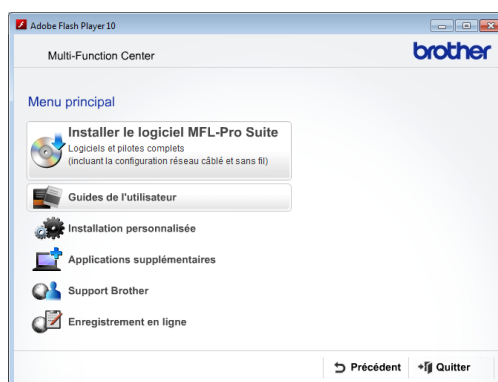 Adobe Flash Player 10
Multi-Function Center
brother
Menu principal
Installer le logiciel MFL-Pro Suite
Logiciels et pilotes complets
(incluant la configuration réseau câblé et sans fil)
Guides de l'utilisateur
Installation personnalisée
Applications supplémentaires
Support Brother
Enregistrement en ligne
Précédent
Quitter